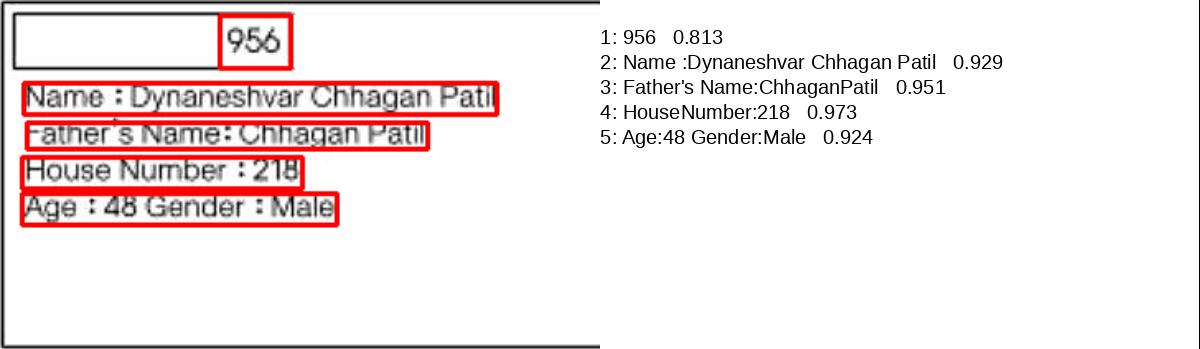 956
Name : Dynaneshvar Chhagan Patil
Father's Name: Chhagan Patil
House Number : 218
Age : 48 Gender : Male
1: 956 0.813
2: Name :Dynaneshvar Chhagan Patil 0.929
3: Father's Name:ChhaganPatil 0.951
4: HouseNumber:218 0.973
5: Age:48 Gender:Male 0.924